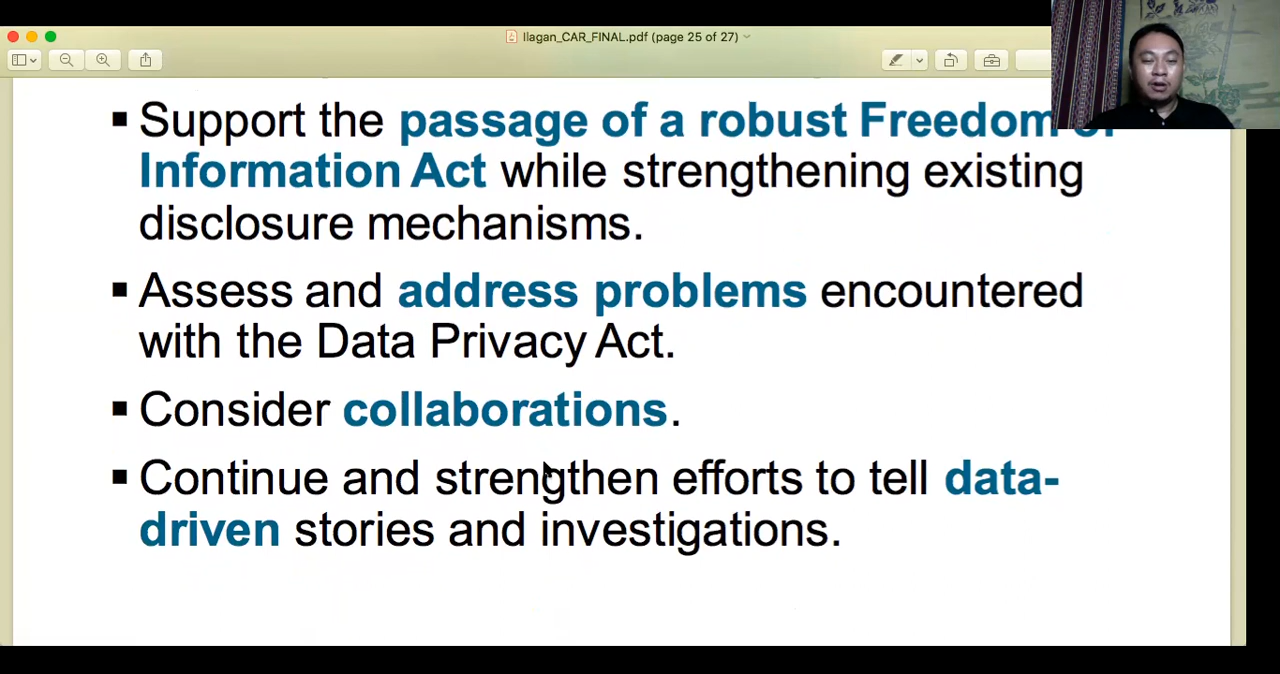 Ilagan_CAR_FINAL.pdf (page 25 of 27)
▪ Support the passage of a robust Freedom of
Information Act while strengthening existing
disclosure mechanisms.
▪ Assess and address problems encountered
with the Data Privacy Act.
▪ Consider collaborations.
▪ Continue and strengthen efforts to tell data-
driven stories and investigations.